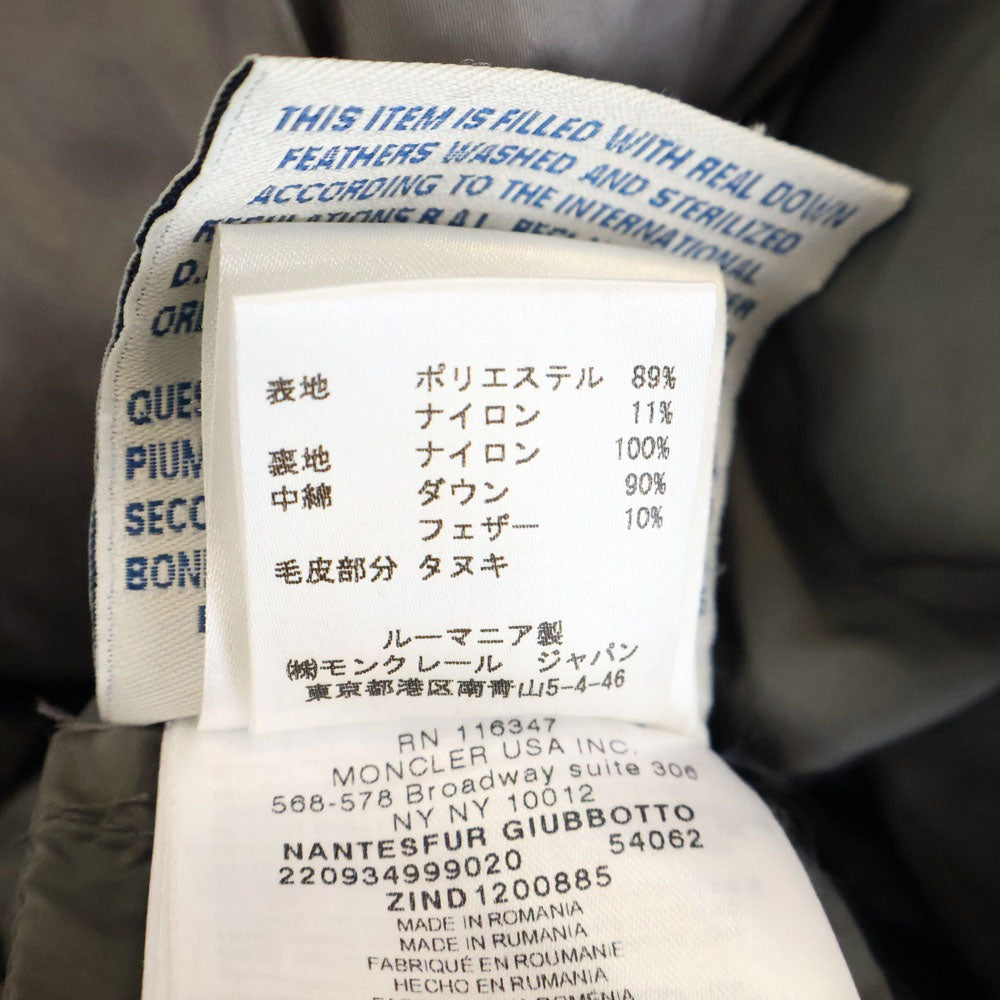 THIS ITEM IS FILLED WITH REAL DOWN
FEATHERS WASHED AND STERILIZED
ACCORDING TO THE INTERNATIONAL
REGULATIONS B.A.I.
QUES
PIUM
SECO
BON
表地 ポリエステル 89%
ナイロン 11%
裏地 ナイロン 100%
中綿 ダウン 90%
フェザー 10%
毛皮部分 タヌキ
ルーマニア製
㈱モンクレール ジャパン
東京都港区南青山5-4-46
RN 116347
MONCLER USA INC.
568-578 Broadway suite 306
NY NY 10012
NANTESFUR GIUBBOTTO
220934999020 54062
ZIND1200885
MADE IN ROMANIA
MADE IN RUMANIA
FABRIQUÉ EN ROUMANIE
HECHO EN RUMANIA